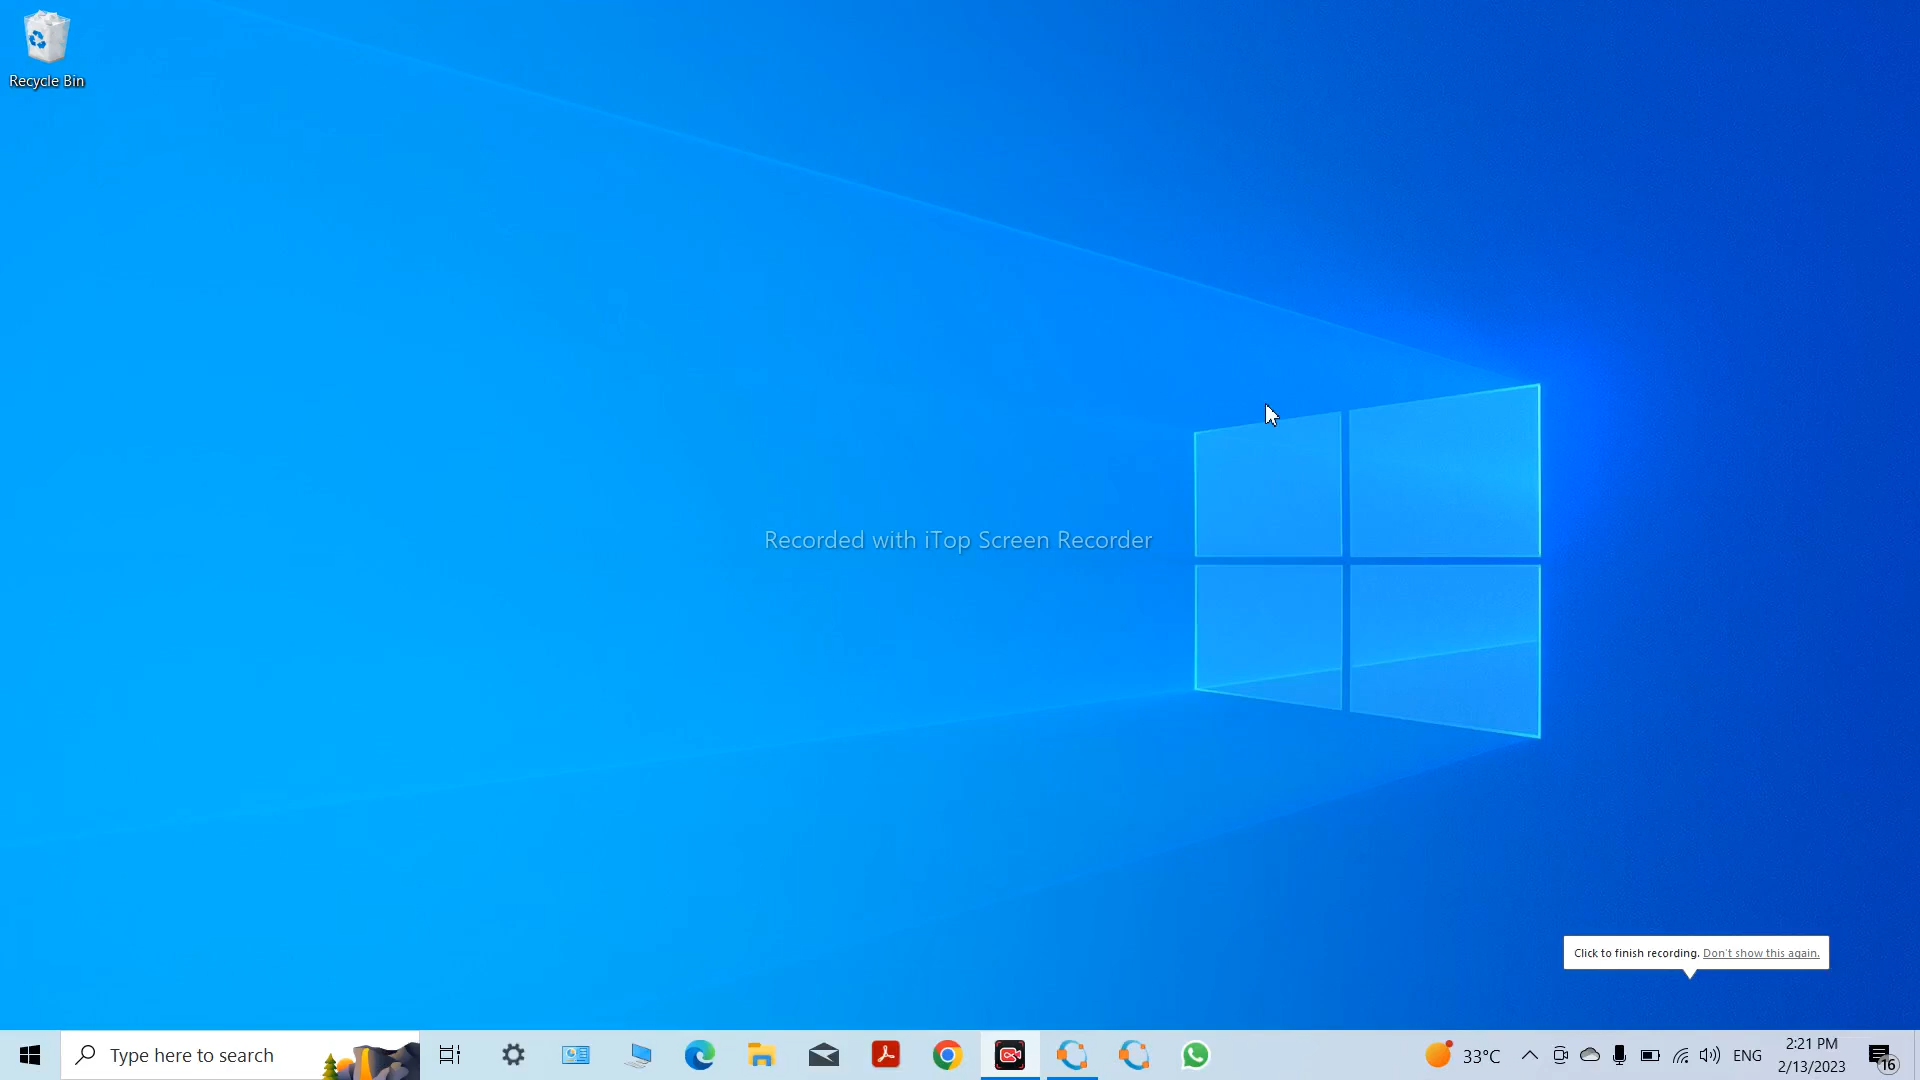 Recycle Bin
Recorded with iTop Screen Recorder
Click to finish recording. Don't show this again.
Type here to search
33°C
ENG
2:21 PM
2/13/2023
16